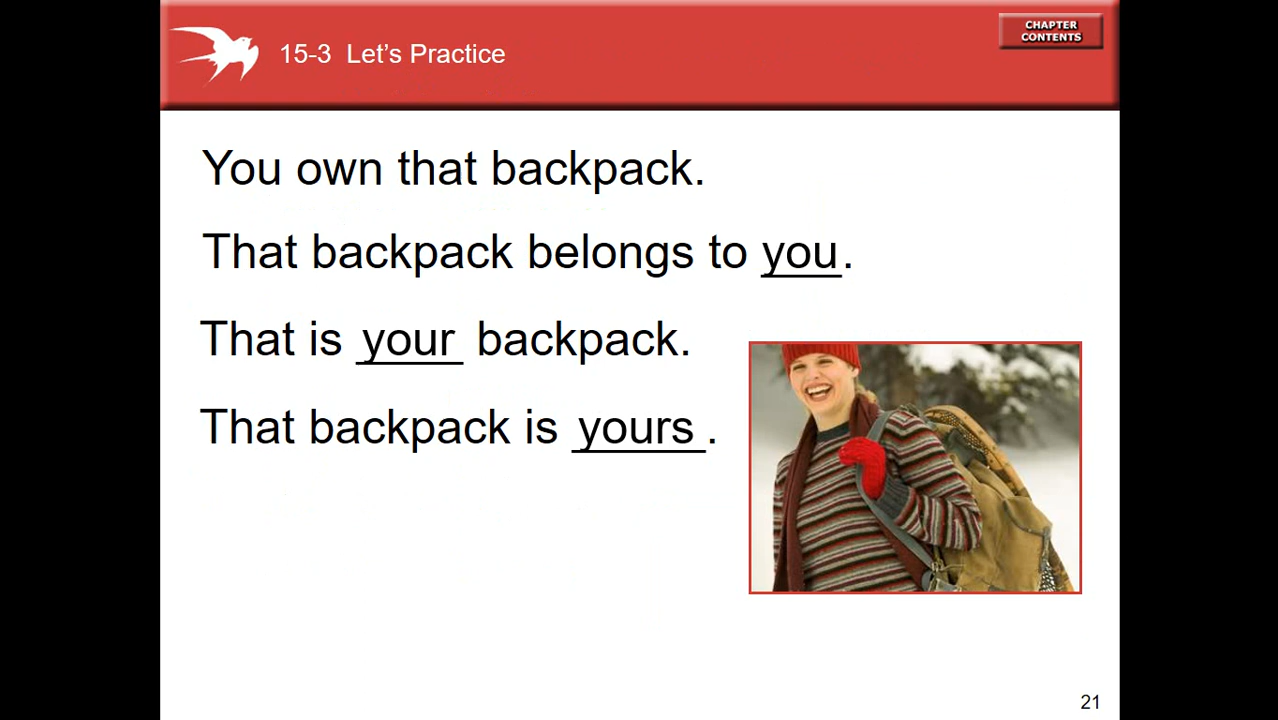 15-3 Let's Practice
CHAPTER
CONTENTS
You own that backpack.
That backpack belongs to you.
That is your backpack.
That backpack is yours.
21